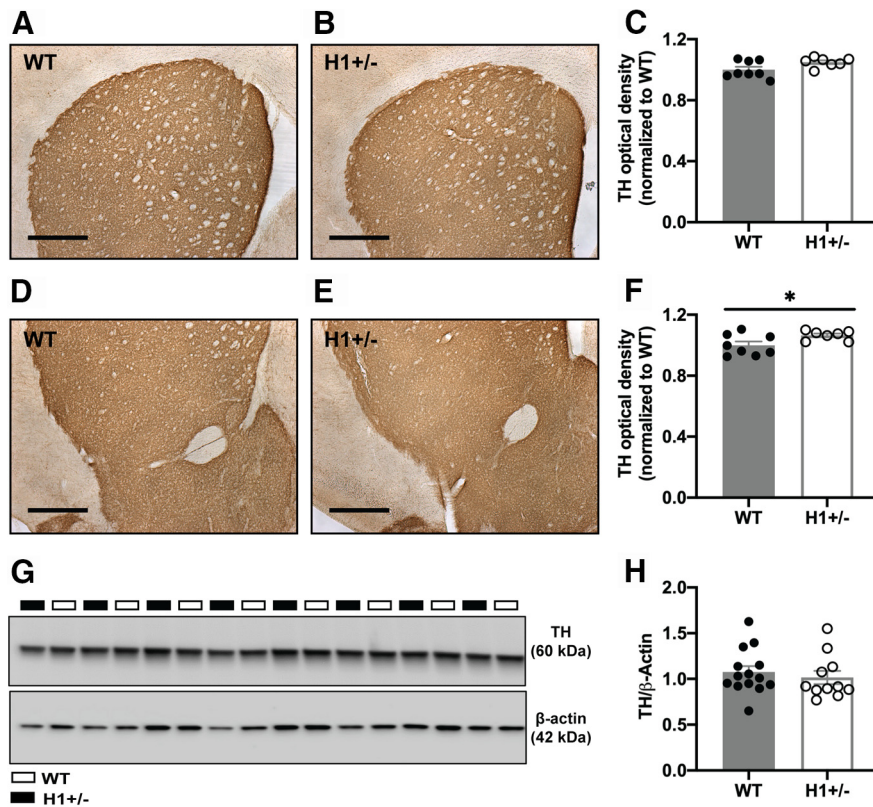 A
WT
B
H1+/-
C
TH optical density
(normalized to WT)
1.2
0.8
0.4
0.0
WT
H1+/-
D
WT
E
H1+/-
F
*
TH optical density
(normalized to WT)
1.2
0.8
0.4
0.0
WT
H1+/-
G
TH
(60 kDa)
β-actin
(42 kDa)
WT
H1+/-
H
TH/β-Actin
2.0
1.5
1.0
0.5
0.0
WT
H1+/-